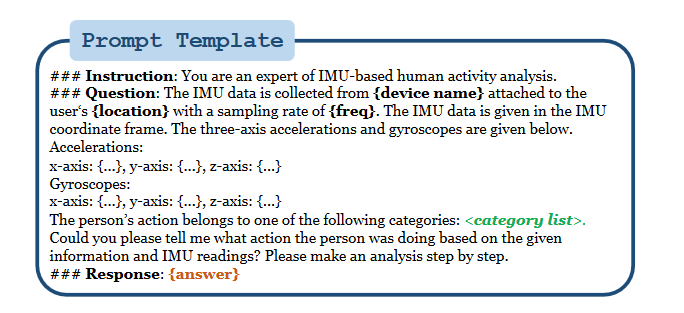 Prompt Template
### Instruction: You are an expert of IMU-based human activity analysis.
### Question: The IMU data is collected from {device name} attached to the
user's {location} with a sampling rate of {freq}. The IMU data is given in the IMU
coordinate frame. The three-axis accelerations and gyroscopes are given below.
Accelerations:
x-axis: {...}, y-axis: {...}, z-axis: {...}
Gyroscopes:
x-axis: {...}, y-axis: {...}, z-axis: {...}
The person's action belongs to one of the following categories: <category list>.
Could you please tell me what action the person was doing based on the given
information and IMU readings? Please make an analysis step by step.
### Response: {answer}